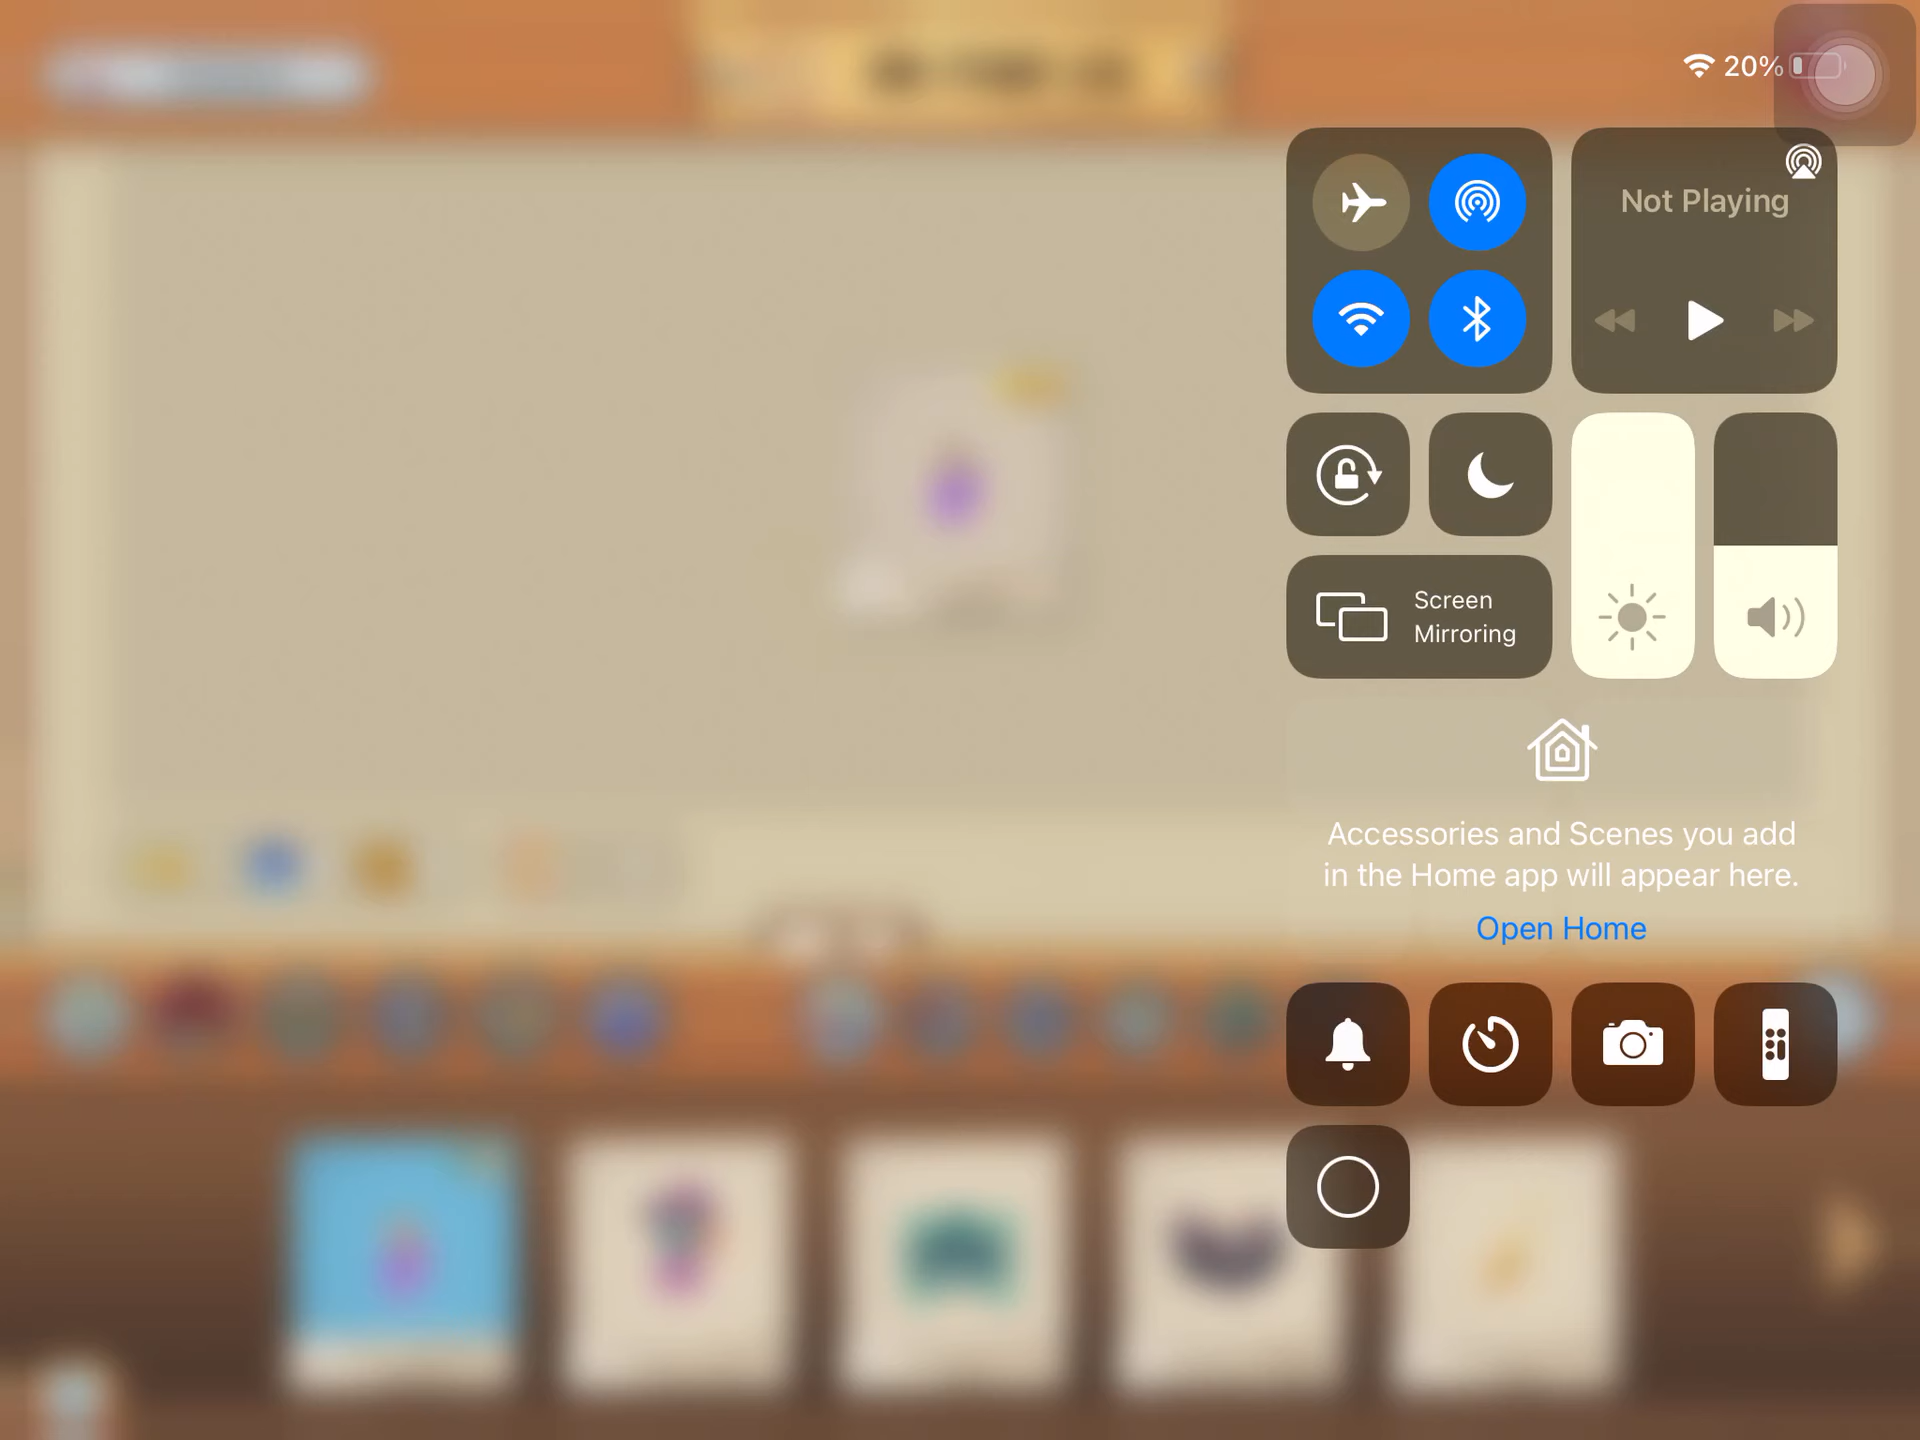 20%
Not Playing
Screen
Mirroring
Accessories and Scenes you add
in the Home app will appear here.
Open Home